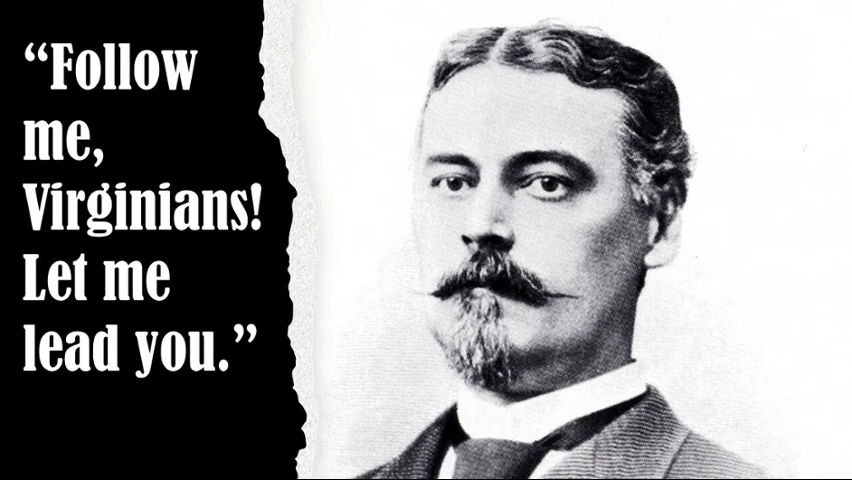 “Follow
me,
Virginians!
Let me
lead you.”